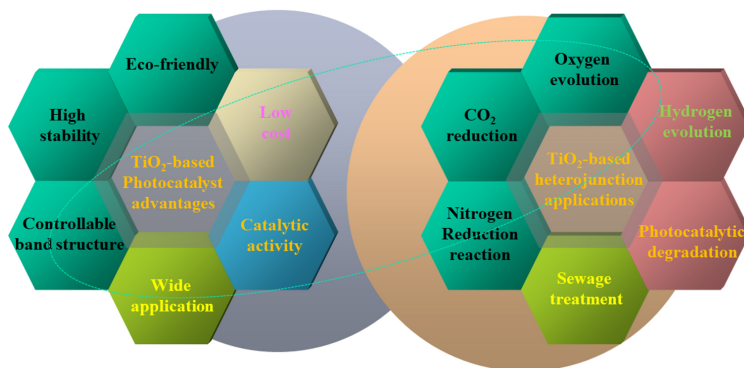 Eco-friendly
High
stability
Low
cost
TiO₂-based
Photocatalyst
advantages
Controllable
band structure
Catalytic
activity
Wide
application
Oxygen
evolution
CO₂
reduction
Hydrogen
evolution
TiO₂-based
heterojunction
applications
Nitrogen
Reduction
reaction
Photocatalytic
degradation
Sewage
treatment